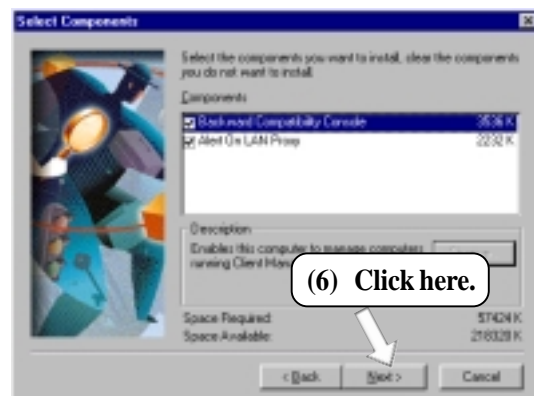 Select Components
Select the components you want to install, clear the components
you do not want to install.
Components
Backward Compatibility Console 3536 K
Alert On LAN Proxy 2232 K
Description
Enables this computer to manage computers
running Client
(6) Click here.
Space Required: 57424 K
Space Available: 218320 K
< Back
Next >
Cancel